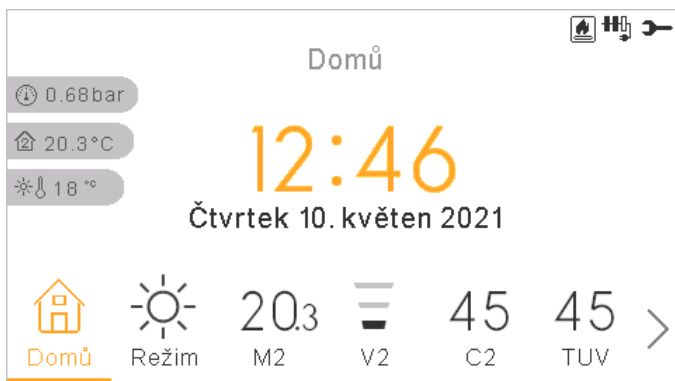 Domů
0.68bar
2 20.3°C
18 °C
12:46
Čtvrtek 10. květen 2021
20.3 45 45
Domů Režim M2 V2 C2 TUV